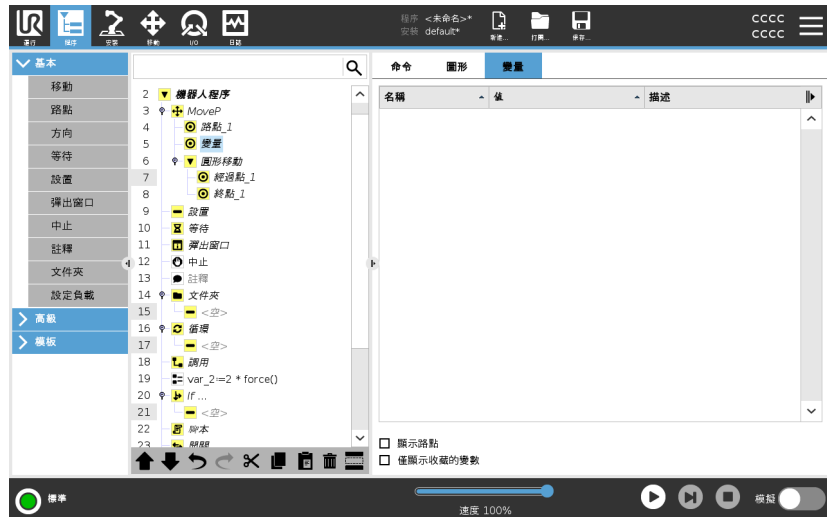 UR
運行
程序
安裝
移動
I/O
日誌
程序 <未命名>*
安裝 default*
新建...
打開...
保存...
cccc
cccc
基本
移動
路點
方向
等待
設置
彈出窗口
中止
註釋
文件夾
設定負載
高級
模板
2 機器人程序
3 MoveP
4 路點_1
5 變量
6 圓形移動
7 經過點_1
8 終點_1
9 設置
10 等待
11 彈出窗口
12 中止
13 註釋
14 文件夾
15 <空>
16 循環
17 <空>
18 調用
19 var_2≔2 * force()
20 If ...
21 <空>
22 腳本
23 開關
命令 圖形 變量
名稱 值 描述
顯示路點
僅顯示收藏的變數
標準
速度 100%
模擬